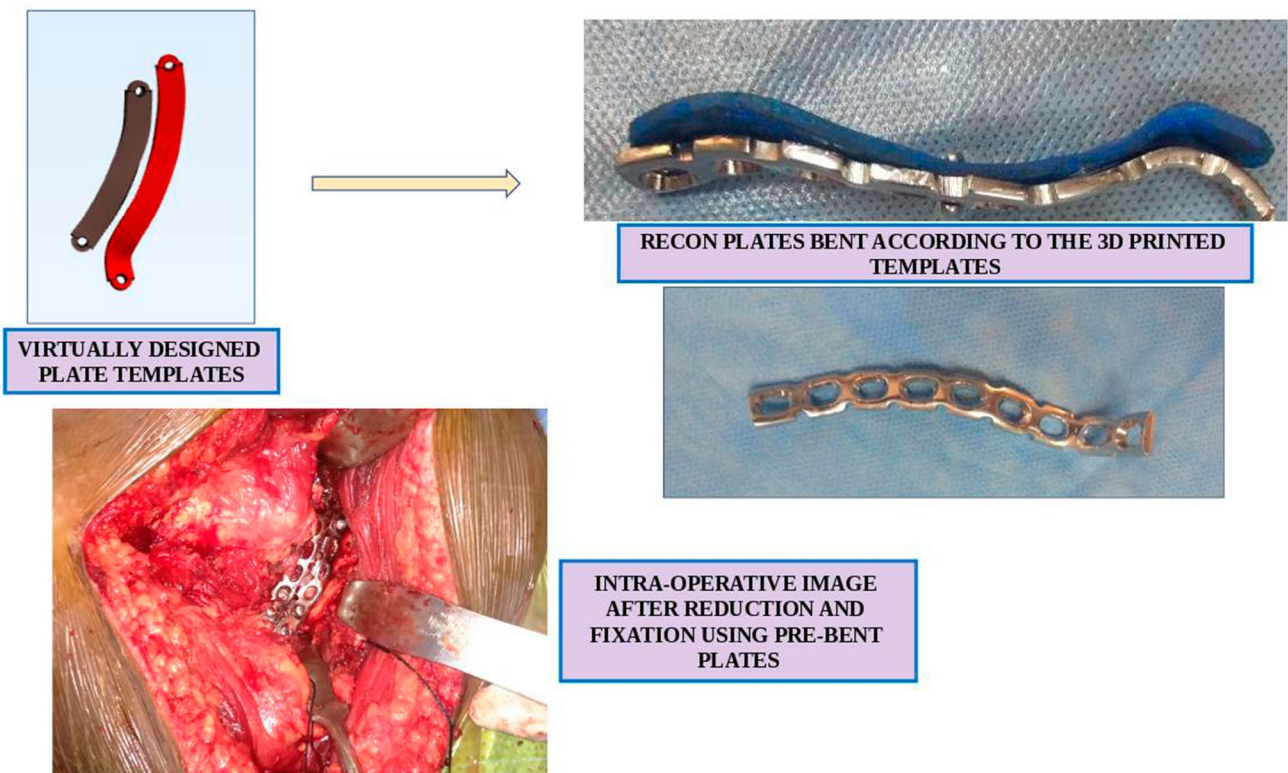 RECON PLATES BENT ACCORDING TO THE 3D PRINTED
TEMPLATES
VIRTUALLY DESIGNED
PLATE TEMPLATES
INTRA-OPERATIVE IMAGE
AFTER REDUCTION AND
FIXATION USING PRE-BENT
PLATES